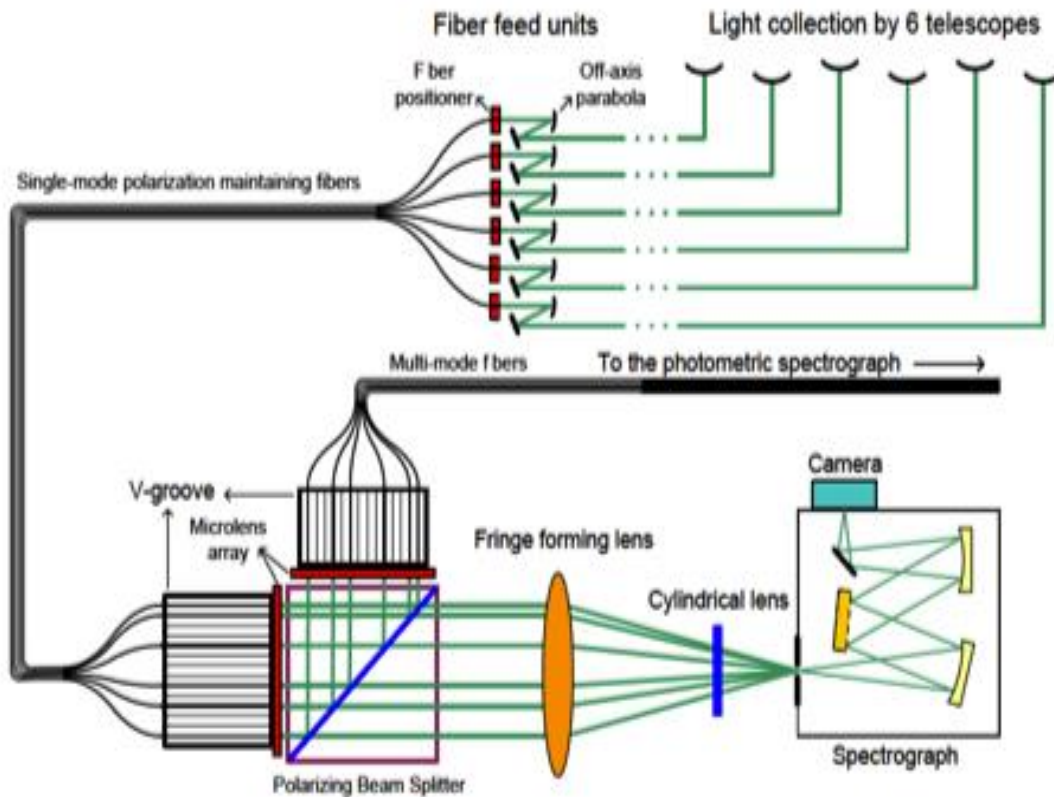 Fiber feed units
Light collection by 6 telescopes
F ber
positioner
Off-axis
parabola
Single-mode polarization maintaining fibers
Multi-mode f bers
To the photometric spectrograph
V-groove
Microlens
array
Fringe forming lens
Camera
Cylindrical lens
Spectrograph
Polarizing Beam Splitter